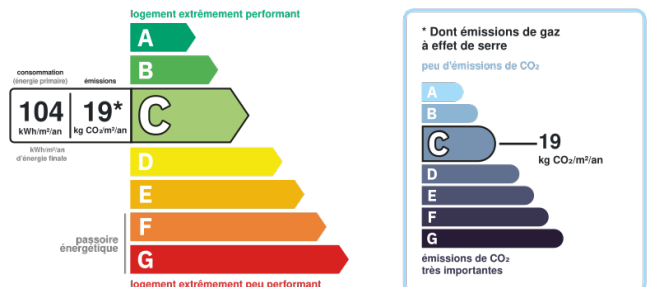 logement extrêmement performant
A
B
consommation
(énergie primaire)
émissions
104
kWh/m²/an
19*
kg CO₂/m²/an
C
kWh/m²/an
d'énergie finale
D
E
F
passoire
énergétique
G
logement extrêmement peu performant
* Dont émissions de gaz
à effet de serre
peu d'émissions de CO₂
A
B
C
19
kg CO₂/m²/an
D
E
F
G
émissions de CO₂
très importantes